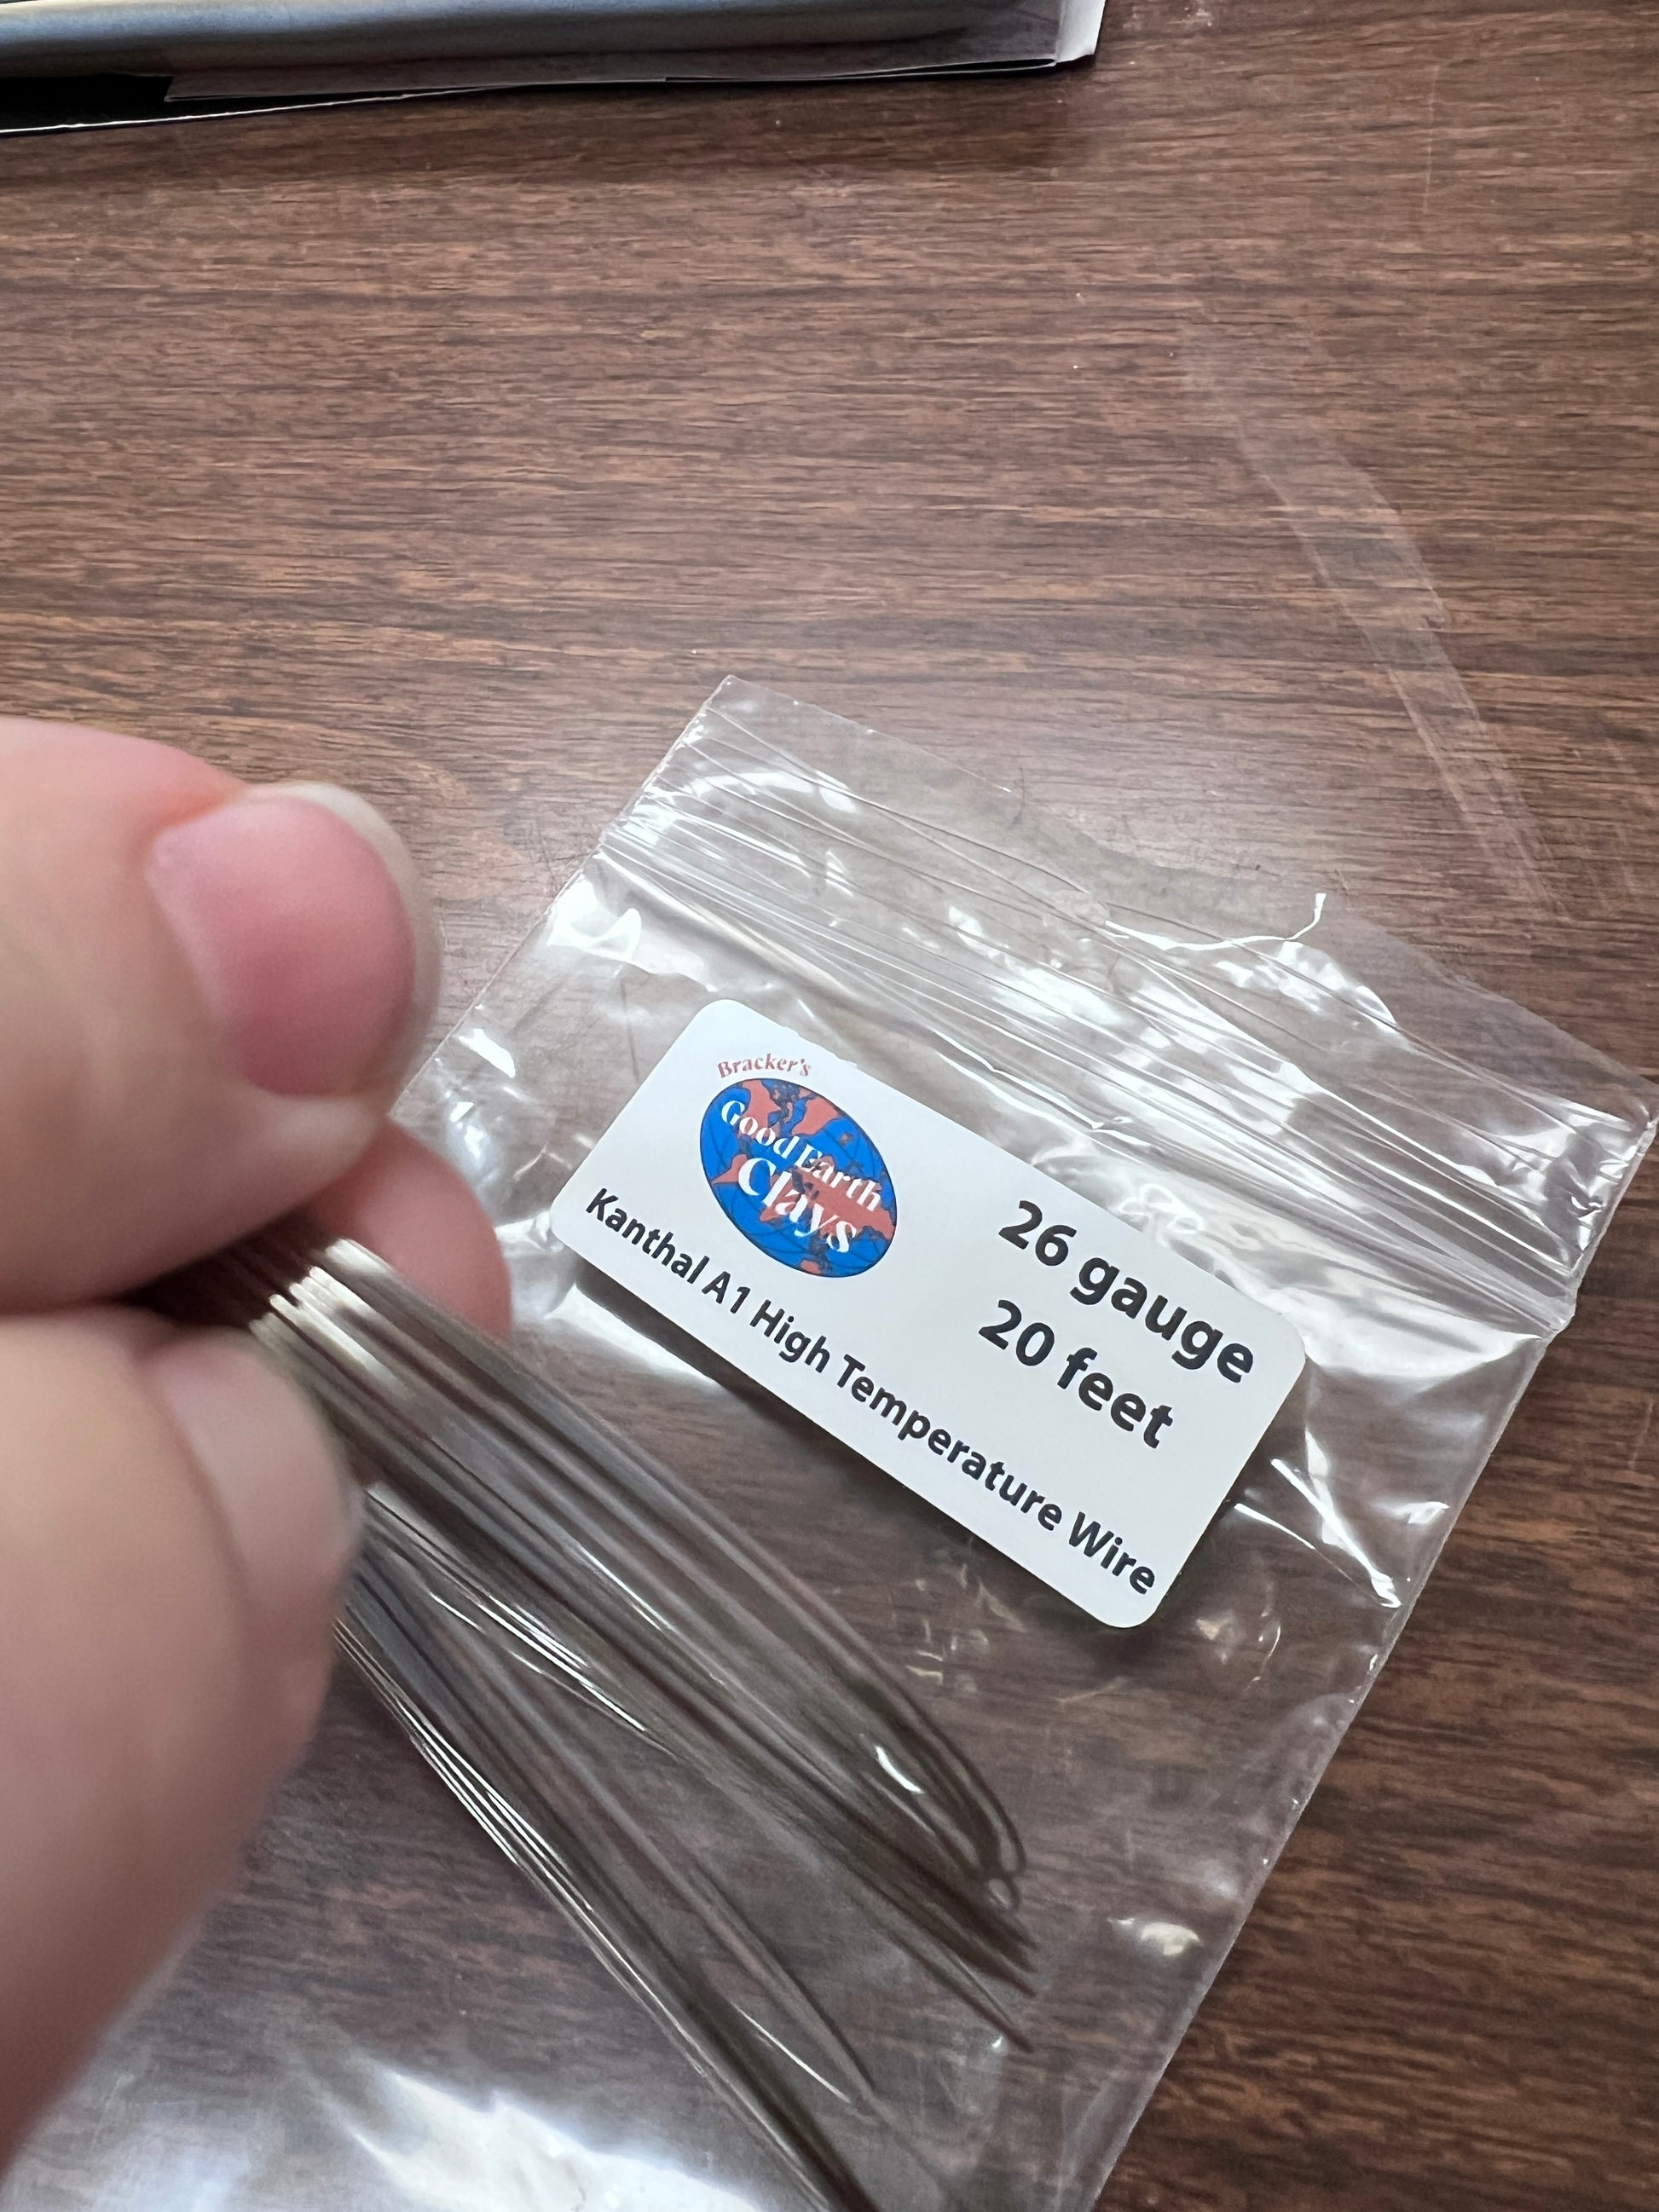 Bracker's
Good Earth
Clays
26 gauge
20 feet
Kanthal A1 High Temperature Wire